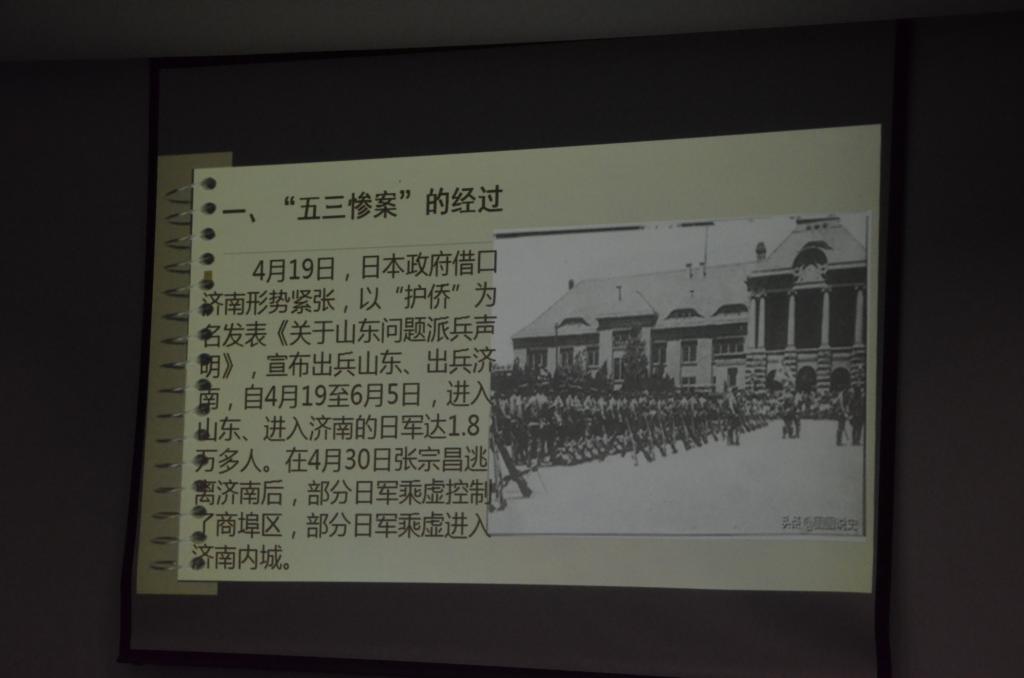 一、“五三惨案”的经过
4月19日，日本政府借口
济南形势紧张，以“护侨”为
名发表《关于山东问题派兵声
明》，宣布出兵山东、出兵济
南，自4月19至6月5日，进入
山东、进入济南的日军达1.8
万多人。在4月30日张宗昌逃
离济南后，部分日军乘虚控制
了商埠区，部分日军乘虚进入
济南内城。
头条
说史